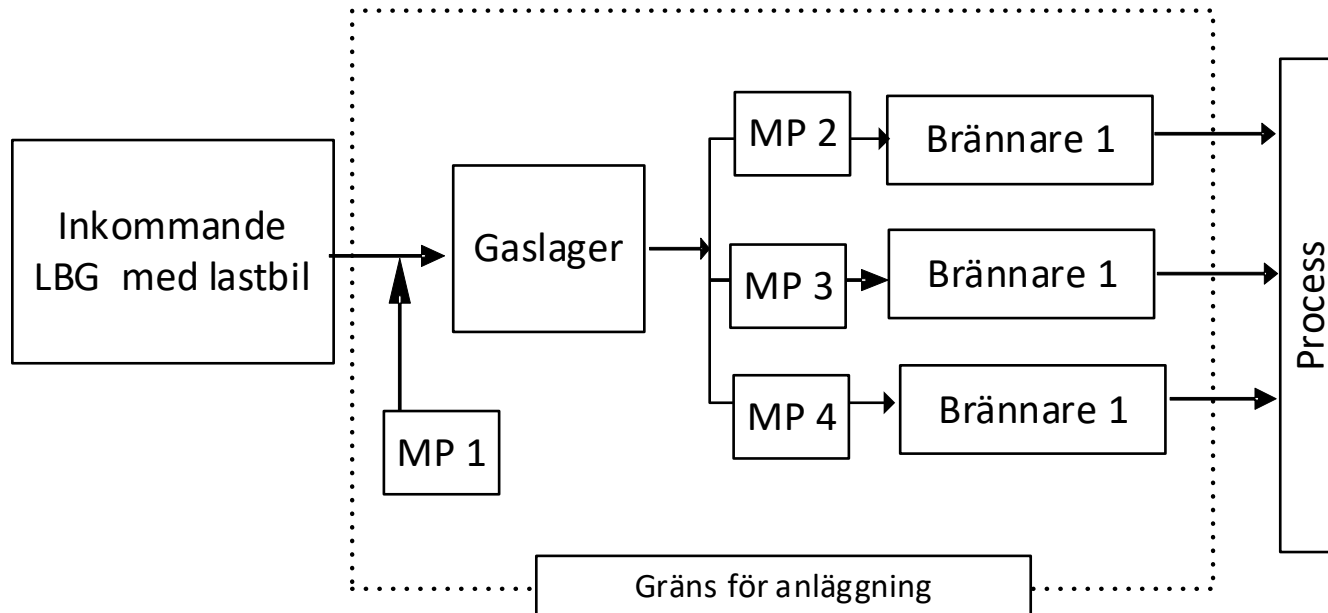 Inkommande
LBG med lastbil
MP 1
Gaslager
MP 2
Brännare 1
MP 3
Brännare 1
MP 4
Brännare 1
Process
Gräns för anläggning